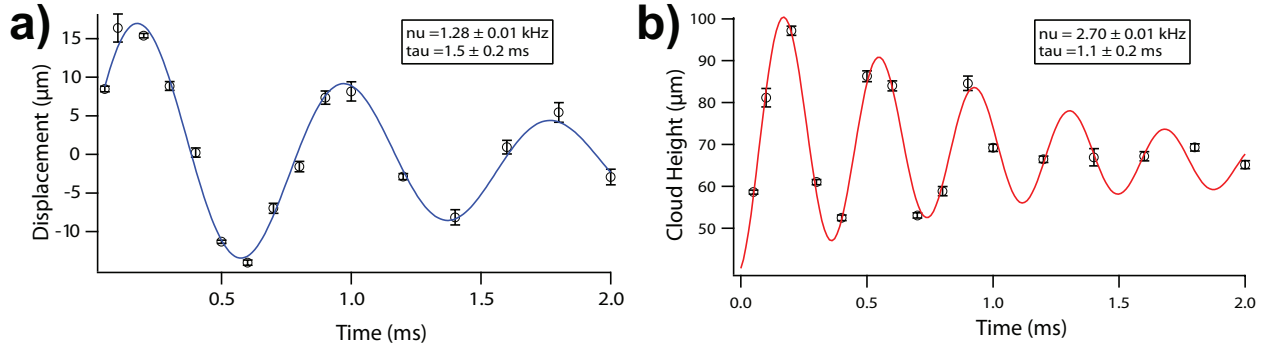 a)
nu =1.28 ± 0.01 kHz
tau =1.5 ± 0.2 ms
Displacement (μm)
15
10
5
0
-5
-10
0.5
1.0
1.5
2.0
Time (ms)
b)
nu = 2.70 ± 0.01 kHz
tau = 1.1 ± 0.2 ms
Cloud Height (μm)
100
90
80
70
60
50
0.0
0.5
1.0
1.5
2.0
Time (ms)